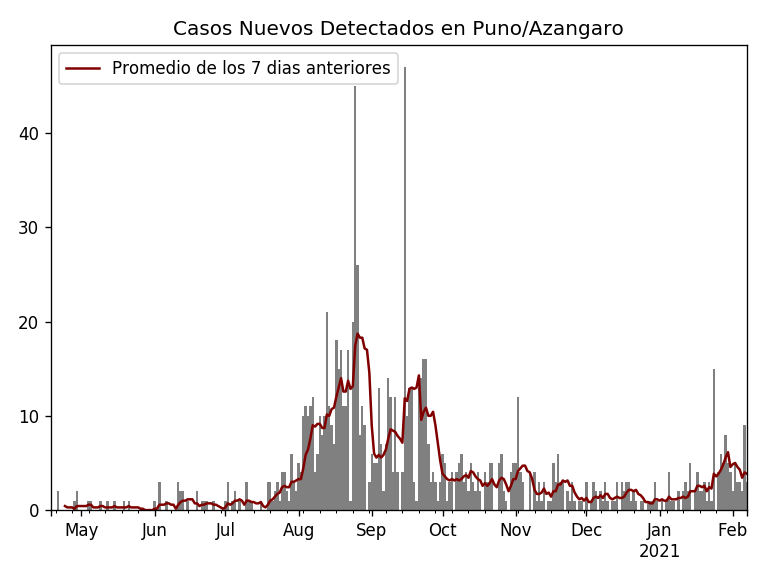 Casos Nuevos Detectados en Puno/Azangaro
Promedio de los 7 dias anteriores
40
30
20
10
0
May Jun Jul Aug Sep Oct Nov Dec Jan Feb
2021